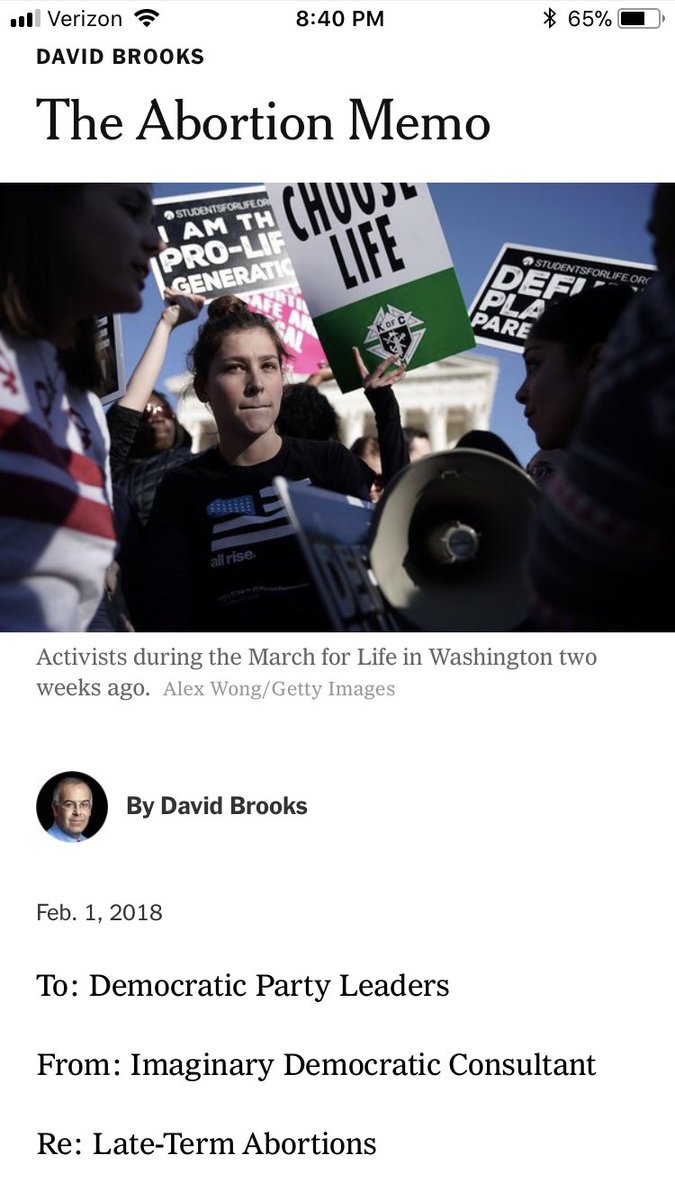 Verizon 8:40 PM 65%
DAVID BROOKS
The Abortion Memo
STUDENTSFORLIFE.OR
I AM TH
PRO-LIF
GENERATIC
CHOOSE
LIFE
K OF C
STUDENTSFORLIFE.ORG
DEFU
PLA
PARE
all rise.
Activists during the March for Life in Washington two
weeks ago. Alex Wong/Getty Images
By David Brooks
Feb. 1, 2018
To: Democratic Party Leaders
From: Imaginary Democratic Consultant
Re: Late-Term Abortions